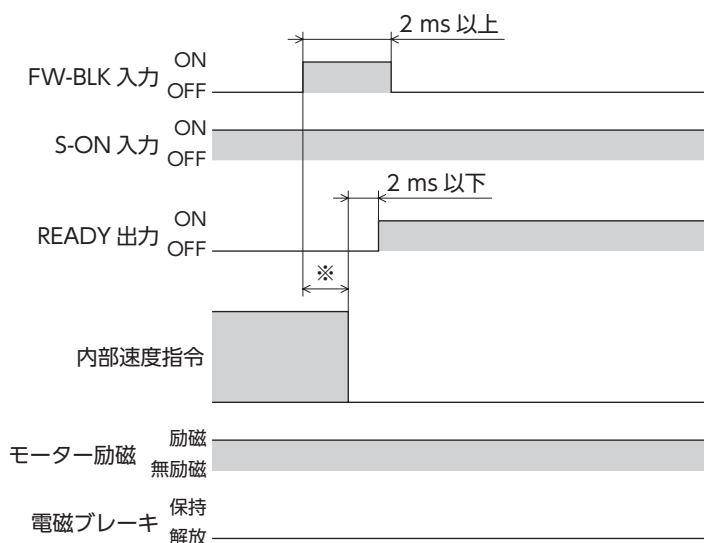 2 ms 以上
FW-BLK 入力 ON
OFF
S-ON 入力 ON
OFF
2 ms 以下
READY 出力 ON
OFF
※
内部速度指令
モーター励磁 励磁
無励磁
電磁ブレーキ 保持
解放